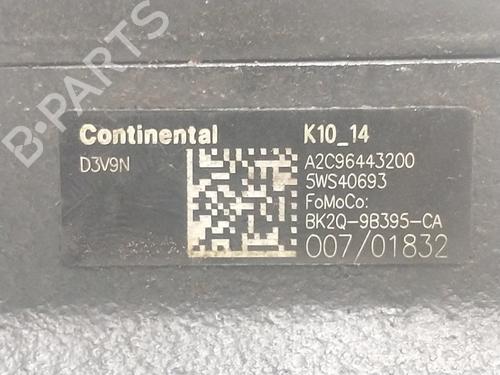 B-PARTS
Continental K10_14
D3V9N A2C96443200
5WS40693
FoMoCo:
BK2Q-9B395-CA
007/01832